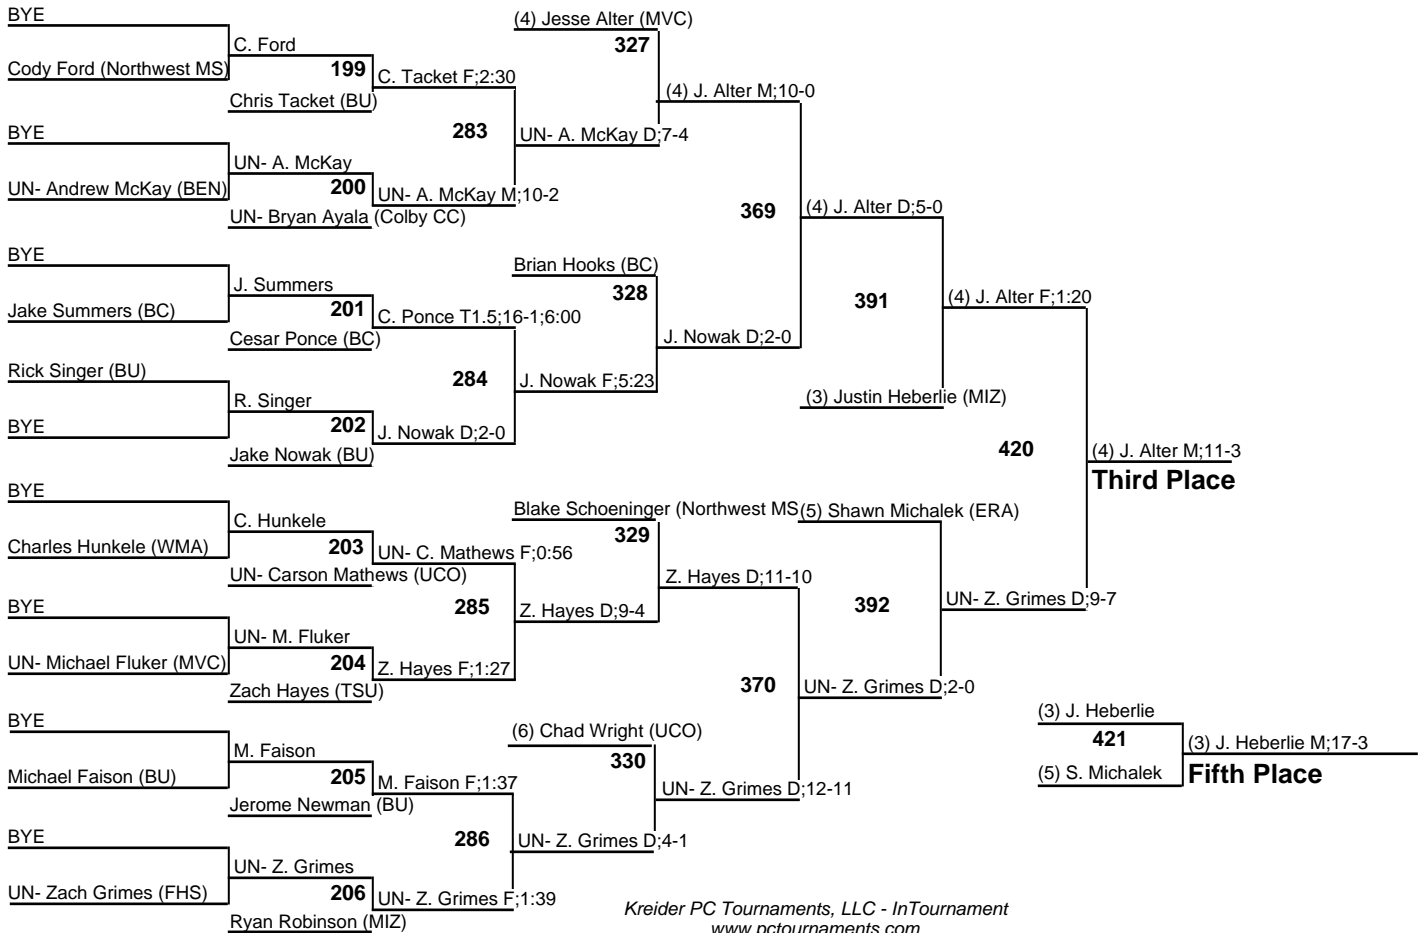 BYE
(4) Jesse Alter (MVC)
C. Ford
327
Cody Ford (Northwest MS)
199
C. Tacket F;2:30
(4) J. Alter M;10-0
Chris Tacket (BU)
BYE
283
UN- A. McKay D;7-4
UN- A. McKay
UN- Andrew McKay (BEN)
200
UN- A. McKay M;10-2
369
(4) J. Alter D;5-0
UN- Bryan Ayala (Colby CC)
BYE
Brian Hooks (BC)
J. Summers
328
391
(4) J. Alter F;1:20
Jake Summers (BC)
201
C. Ponce T1.5;16-1;6:00
Cesar Ponce (BC)
J. Nowak D;2-0
Rick Singer (BU)
284
J. Nowak F;5:23
R. Singer
(3) Justin Heberlie (MIZ)
BYE
202
J. Nowak D;2-0
420
(4) J. Alter M;11-3
Jake Nowak (BU)
Third Place
BYE
Blake Schoeninger (Northwest MS
(5) Shawn Michalek (ERA)
C. Hunkele
329
Charles Hunkele (WMA)
203
UN- C. Mathews F;0:56
UN- Carson Mathews (UCO)
Z. Hayes D;11-10
BYE
285
Z. Hayes D;9-4
392
UN- Z. Grimes D;9-7
UN- M. Fluker
UN- Michael Fluker (MVC)
204
Z. Hayes F;1:27
Zach Hayes (TSU)
370
UN- Z. Grimes D;2-0
BYE
(6) Chad Wright (UCO)
(3) J. Heberlie
M. Faison
330
421
(3) J. Heberlie M;17-3
Michael Faison (BU)
205
M. Faison F;1:37
(5) S. Michalek
Fifth Place
Jerome Newman (BU)
UN- Z. Grimes D;12-11
BYE
286
UN- Z. Grimes D;4-1
UN- Z. Grimes
UN- Zach Grimes (FHS)
206
UN- Z. Grimes F;1:39
Ryan Robinson (MIZ)
Kreider PC Tournaments, LLC - InTournament
www.pctournaments.com